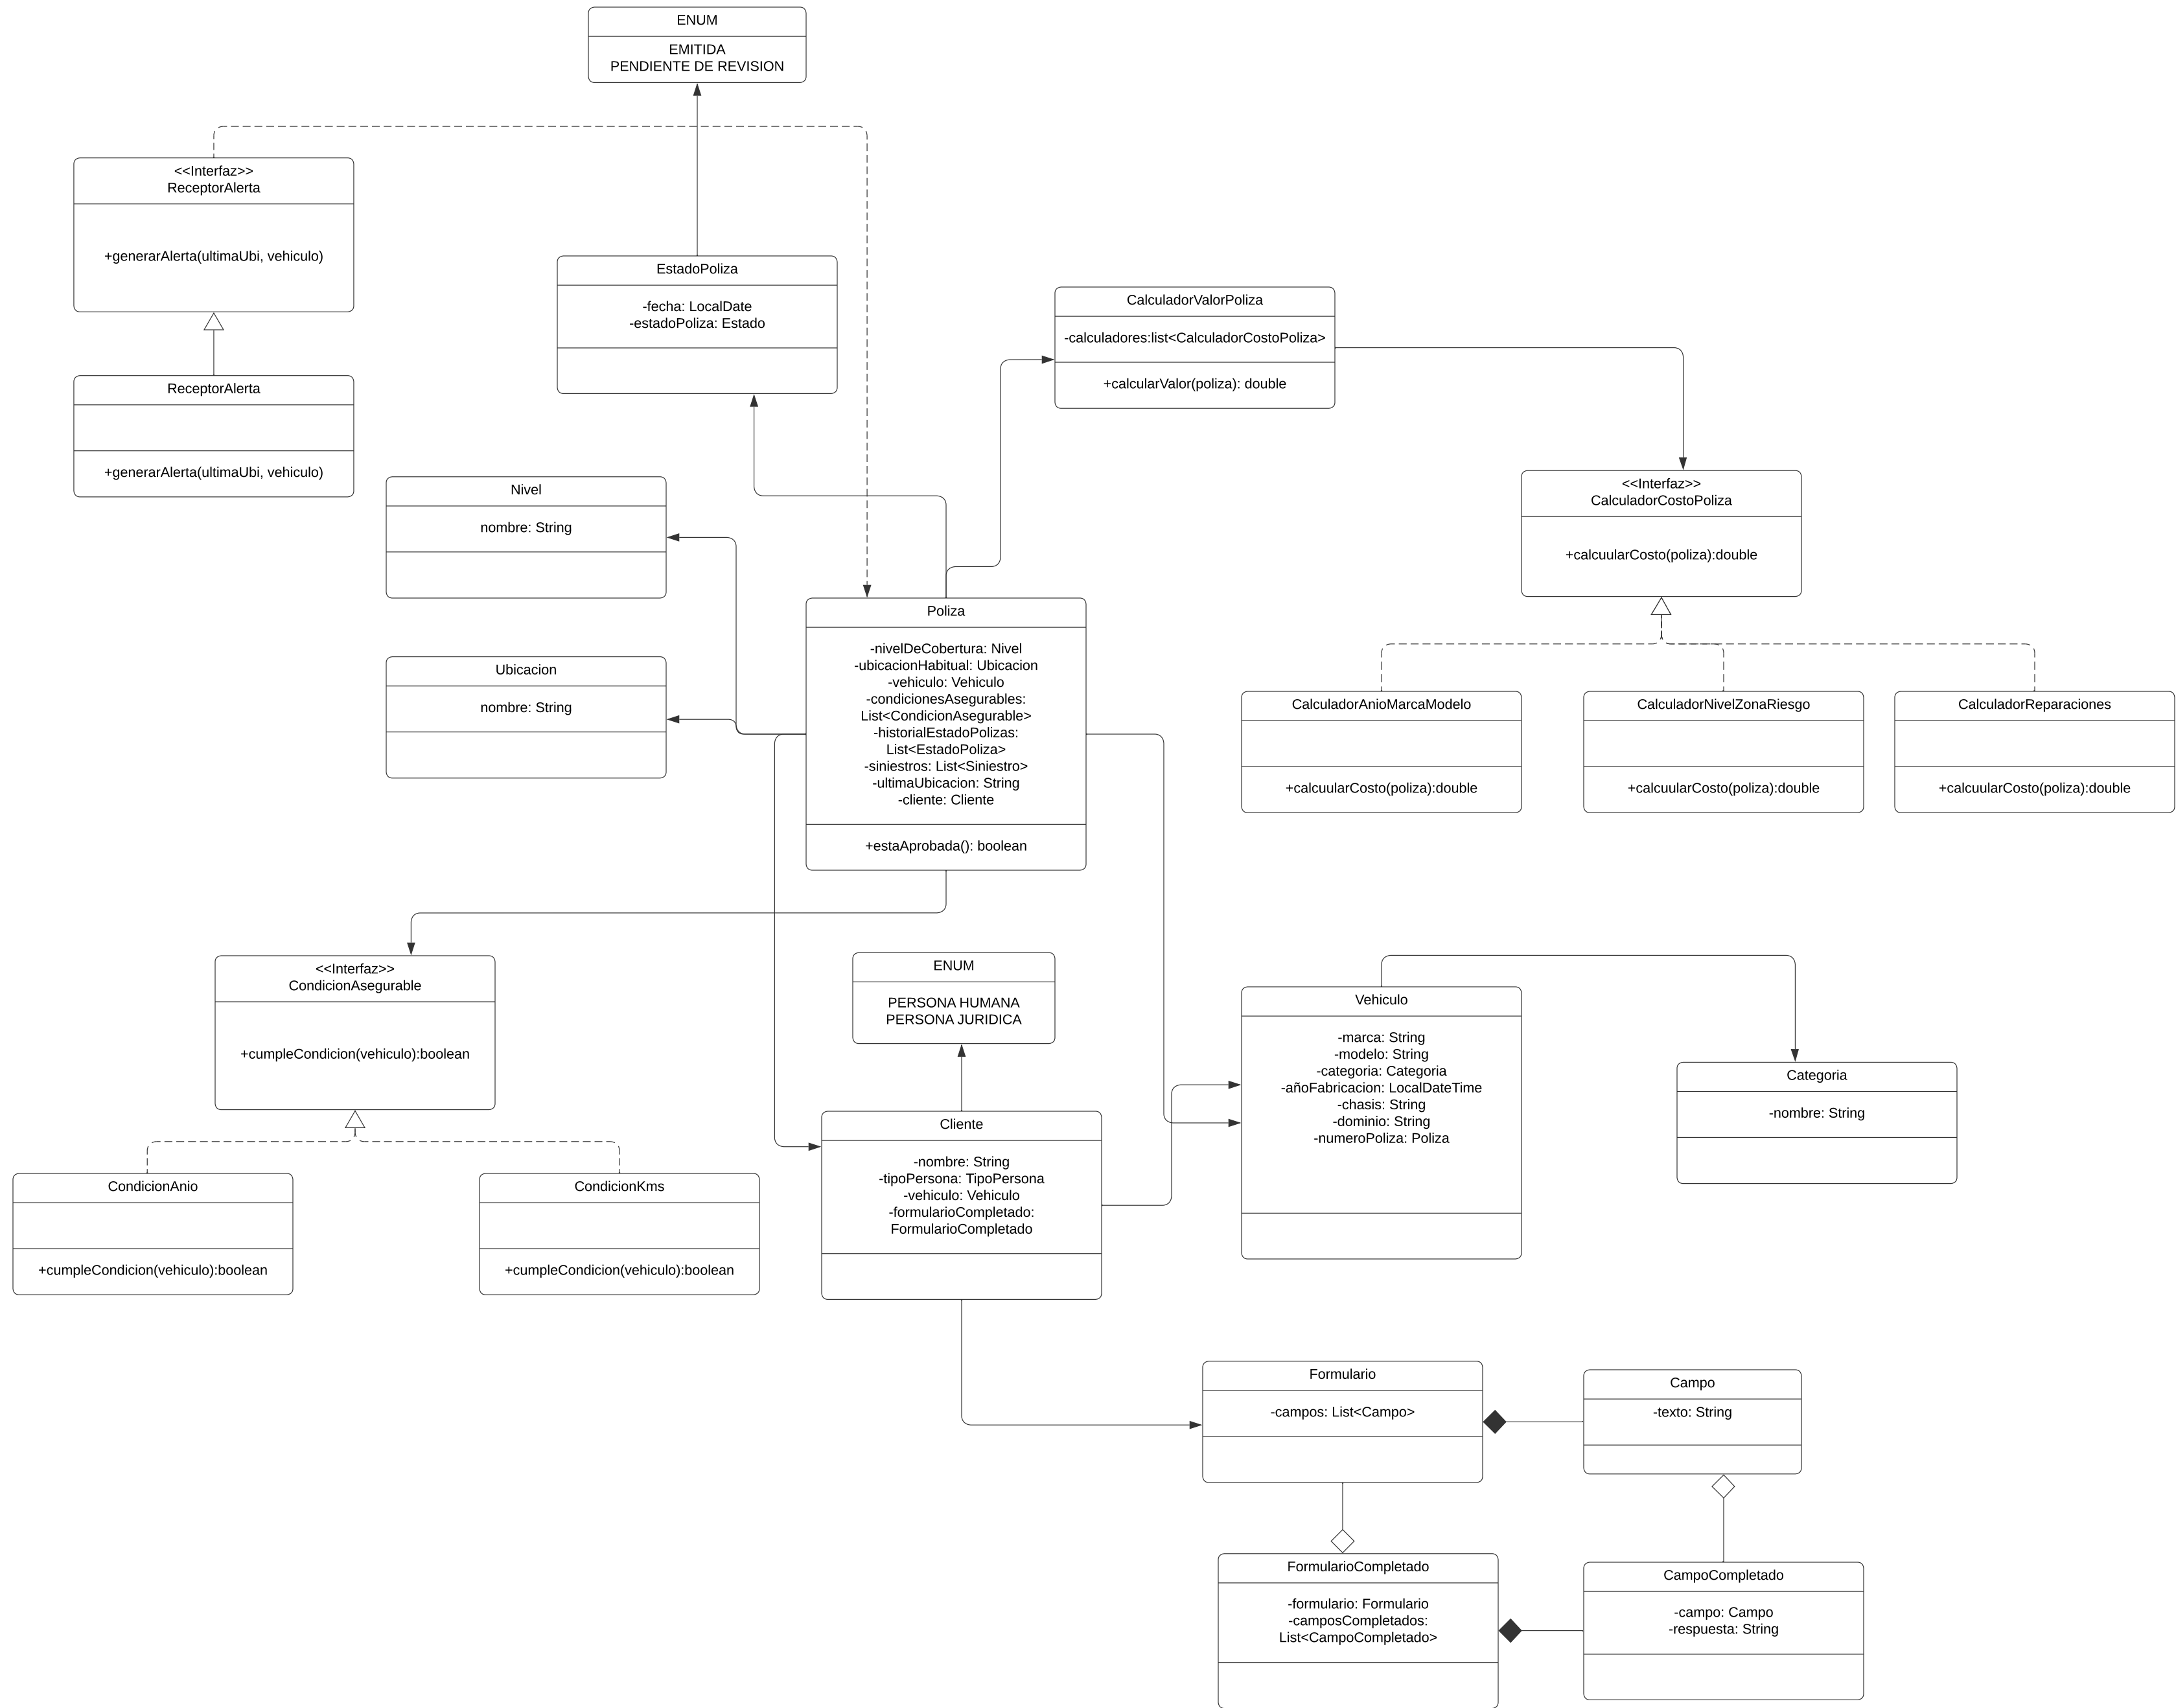 ENUM
EMITIDA
PENDIENTE DE REVISION
<<Interfaz>>
ReceptorAlerta
+generarAlerta(ultimaUbi, vehiculo)
ReceptorAlerta
+generarAlerta(ultimaUbi, vehiculo)
EstadoPoliza
-fecha: LocalDate
-estadoPoliza: Estado
CalculadorValorPoliza
-calculadores:list<CalculadorCostoPoliza>
+calcularValor(poliza): double
<<Interfaz>>
CalculadorCostoPoliza
+calcuularCosto(poliza):double
Nivel
nombre: String
Ubicacion
nombre: String
Poliza
-nivelDeCobertura: Nivel
-ubicacionHabitual: Ubicacion
-vehiculo: Vehiculo
-condicionesAsegurables:
List<CondicionAsegurable>
-historialEstadoPolizas:
List<EstadoPoliza>
-siniestros: List<Siniestro>
-ultimaUbicacion: String
-cliente: Cliente
+estaAprobada(): boolean
CalculadorAnioMarcaModelo
+calcuularCosto(poliza):double
CalculadorNivelZonaRiesgo
+calcuularCosto(poliza):double
CalculadorReparaciones
+calcuularCosto(poliza):double
<<Interfaz>>
CondicionAsegurable
+cumpleCondicion(vehiculo):boolean
CondicionAnio
+cumpleCondicion(vehiculo):boolean
CondicionKms
+cumpleCondicion(vehiculo):boolean
ENUM
PERSONA HUMANA
PERSONA JURIDICA
Cliente
-nombre: String
-tipoPersona: TipoPersona
-vehiculo: Vehiculo
-formularioCompletado:
FormularioCompletado
Vehiculo
-marca: String
-modelo: String
-categoria: Categoria
-añoFabricacion: LocalDateTime
-chasis: String
-dominio: String
-numeroPoliza: Poliza
Categoria
-nombre: String
Formulario
-campos: List<Campo>
Campo
-texto: String
FormularioCompletado
-formulario: Formulario
-camposCompletados:
List<CampoCompletado>
CampoCompletado
-campo: Campo
-respuesta: String